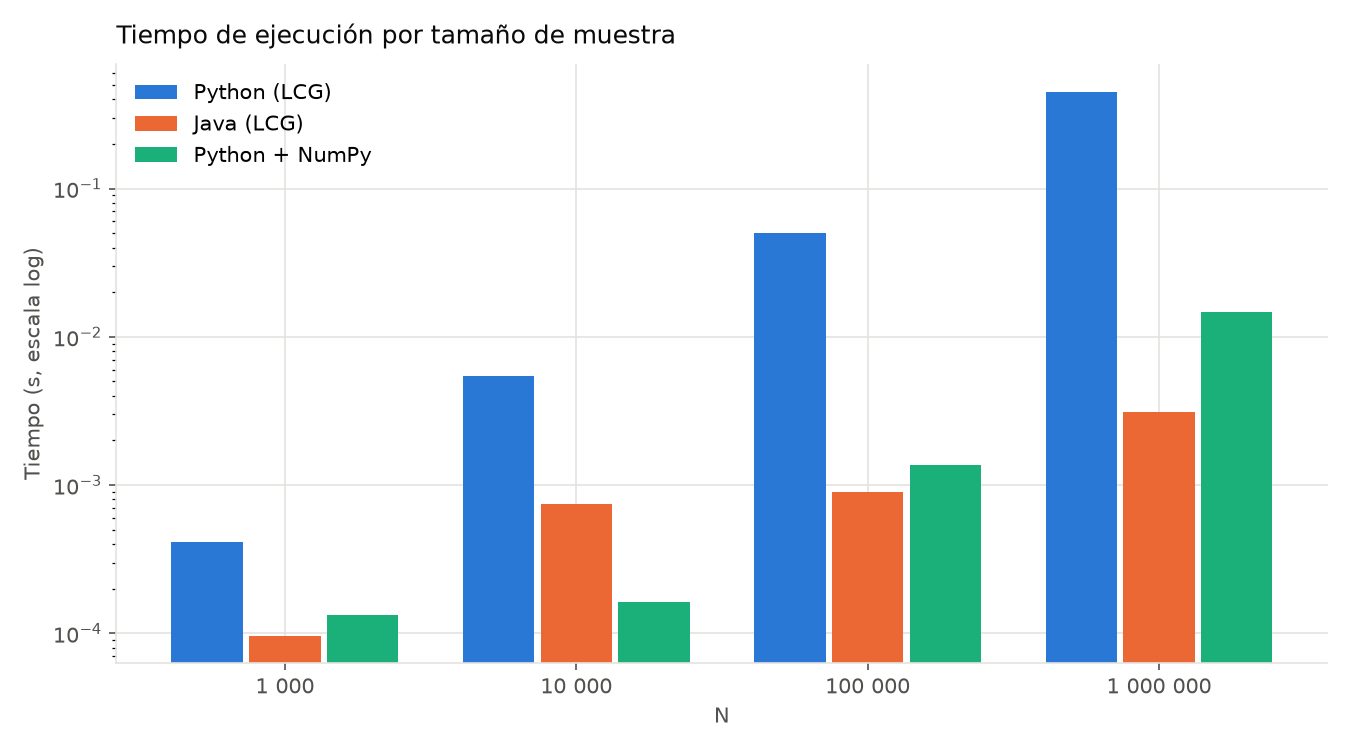 Tiempo de ejecución por tamaño de muestra
Python (LCG)
Java (LCG)
Python + NumPy
Tiempo (s, escala log)
10⁻¹
10⁻²
10⁻³
10⁻⁴
1 000
10 000
100 000
1 000 000
N